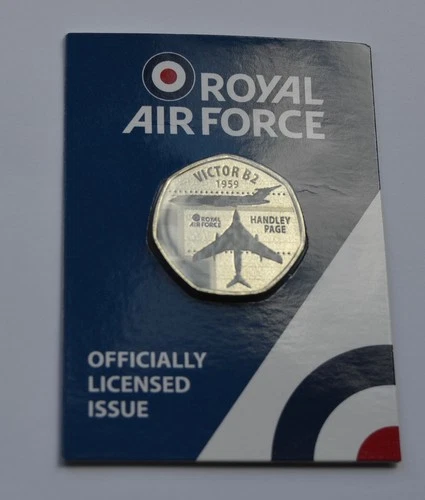 ROYAL
AIR FORCE
VICTOR B2
1959
ROYAL
AIR FORCE
HANDLEY
PAGE
OFFICIALLY
LICENSED
ISSUE